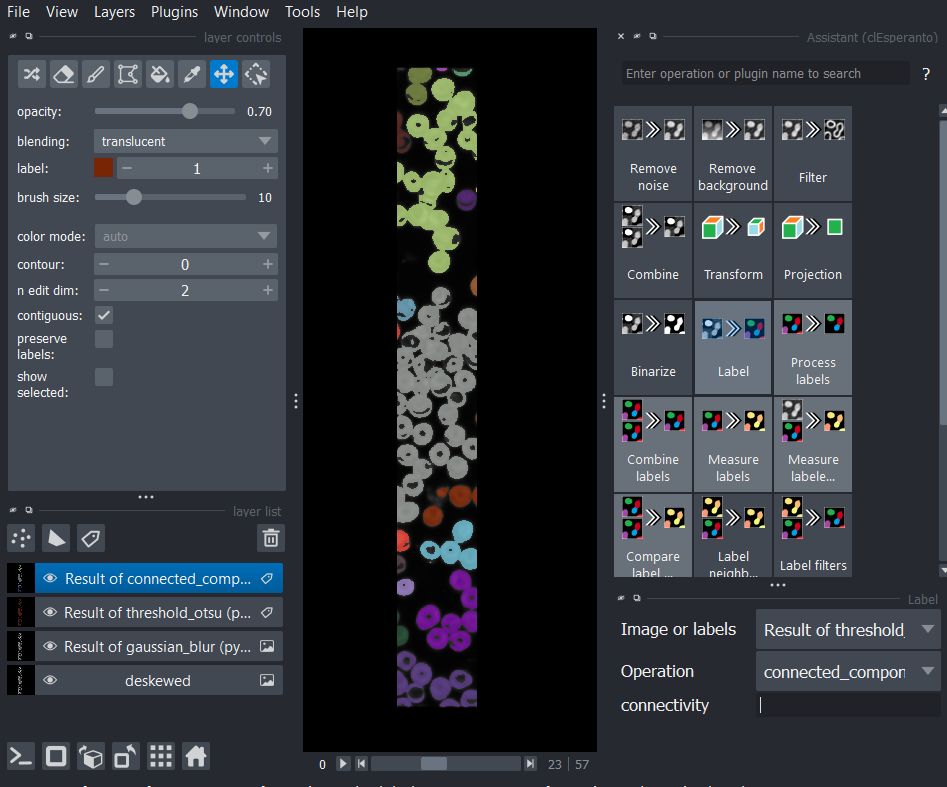 File View Layers Plugins Window Tools Help
layer controls
opacity: 0.70
blending: translucent
label: 1
brush size: 10
color mode: auto
contour: 0
n edit dim: 2
contiguous:
preserve
labels:
show
selected:
layer list
Result of connected_comp...
Result of threshold_otsu (p...
Result of gaussian_blur (py...
deskewed
0 23 57
Assistant (clEsperanto)
Enter operation or plugin name to search ?
Remove
noise
Remove
background
Filter
Combine
Transform
Projection
Binarize
Label
Process
labels
Combine
labels
Measure
labels
Measure
labele...
Compare
label ...
Label
neighb...
Label filters
Label
Image or labels Result of threshold_
Operation connected_compon
connectivity